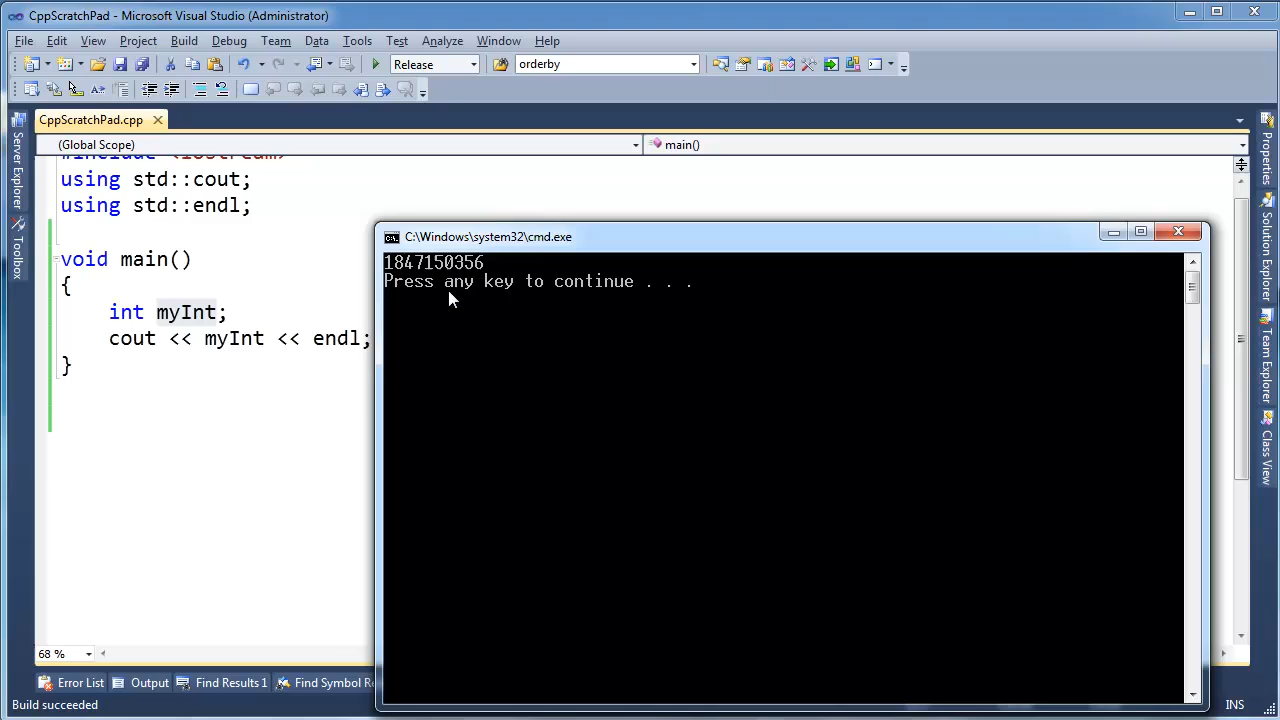 CppScratchPad - Microsoft Visual Studio (Administrator)
File Edit View Project Build Debug Team Data Tools Test Analyze Window Help
Release orderby
CppScratchPad.cpp
(Global Scope) main()
#include <iostream>
using std::cout;
using std::endl;
void main()
{
int myInt;
cout << myInt << endl;
}
C:\Windows\system32\cmd.exe
1847150356
Press any key to continue . . .
Server Explorer
Toolbox
Properties
Solution Explorer
Team Explorer
Class View
68 %
Error List Output Find Results 1 Find Symbol Re
Build succeeded INS